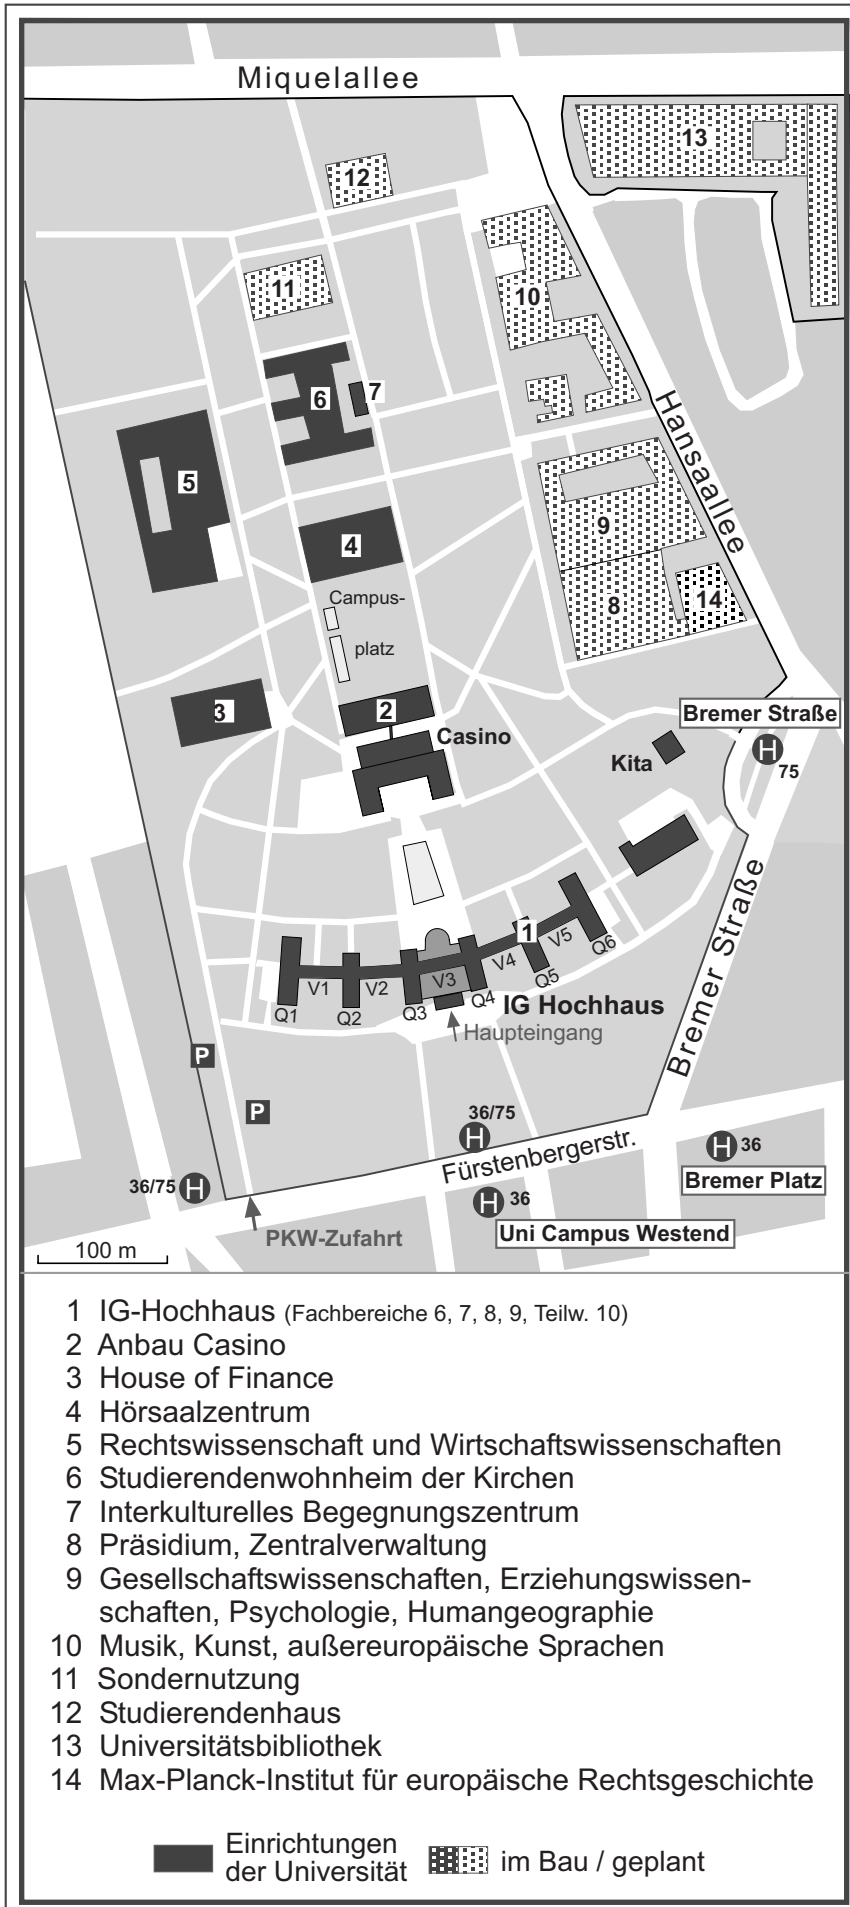 Miquelallee
13
12
11
10
7
6
Hansaallee
5
9
4
14
8
Campus-
platz
3
2
Bremer Straße
Casino
H
Kita
75
1
V5
Q6
V4
Q5
V3
V1
V2
Q4
Q3
Q1
Q2
IG Hochhaus
Haupteingang
Bremer Straße
P
P
36/75
H
Fürstenbergerstr.
H 36
Bremer Platz
36/75 H
H 36
Uni Campus Westend
PKW-Zufahrt
100 m
1 IG-Hochhaus (Fachbereiche 6, 7, 8, 9, Teilw. 10)
2 Anbau Casino
3 House of Finance
4 Hörsaalzentrum
5 Rechtswissenschaft und Wirtschaftswissenschaften
6 Studierendenwohnheim der Kirchen
7 Interkulturelles Begegnungszentrum
8 Präsidium, Zentralverwaltung
9 Gesellschaftswissenschaften, Erziehungswissen-
schaften, Psychologie, Humangeographie
10 Musik, Kunst, außereuropäische Sprachen
11 Sondernutzung
12 Studierendenhaus
13 Universitätsbibliothek
14 Max-Planck-Institut für europäische Rechtsgeschichte
Einrichtungen
der Universität
im Bau / geplant